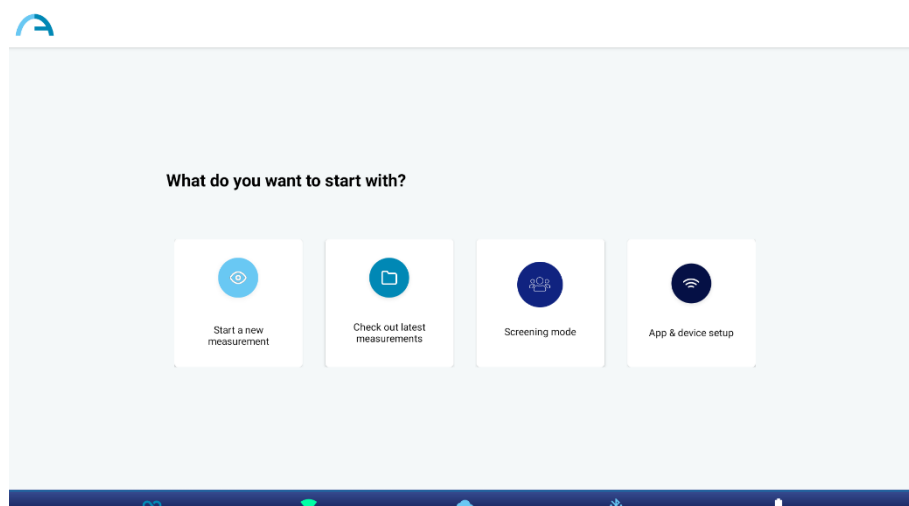 What do you want to start with?
Start a new
measurement
Check out latest
measurements
Screening mode
App & device setup